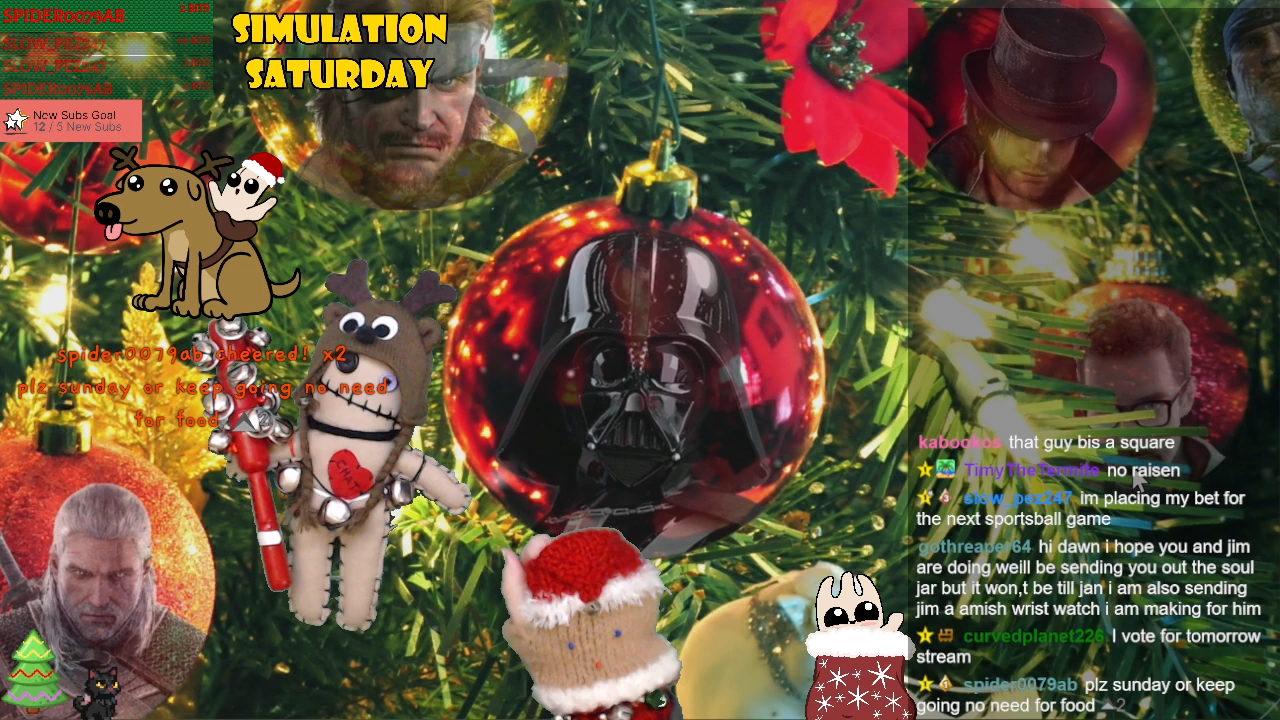 SPIDER0079AB
SLOW_PEZ247
SLOW_PEZ247
SPIDER0079AB
SIMULATION
SATURDAY
New Subs Goal
12 / 5 New Subs
spider0079ab cheered! x2
plz sunday or keep going no need
for food
kabookos that guy bis a square
TimyTheTermite no raisen
slow_pez247 im placing my bet for
the next sportsball game
gothreaper64 hi dawn i hope you and jim
are doing weill be sending you out the soul
jar but it won,t be till jan i am also sending
jim a amish wrist watch i am making for him
curvedplanet226 I vote for tomorrow
stream
spider0079ab plz sunday or keep
going no need for food 2